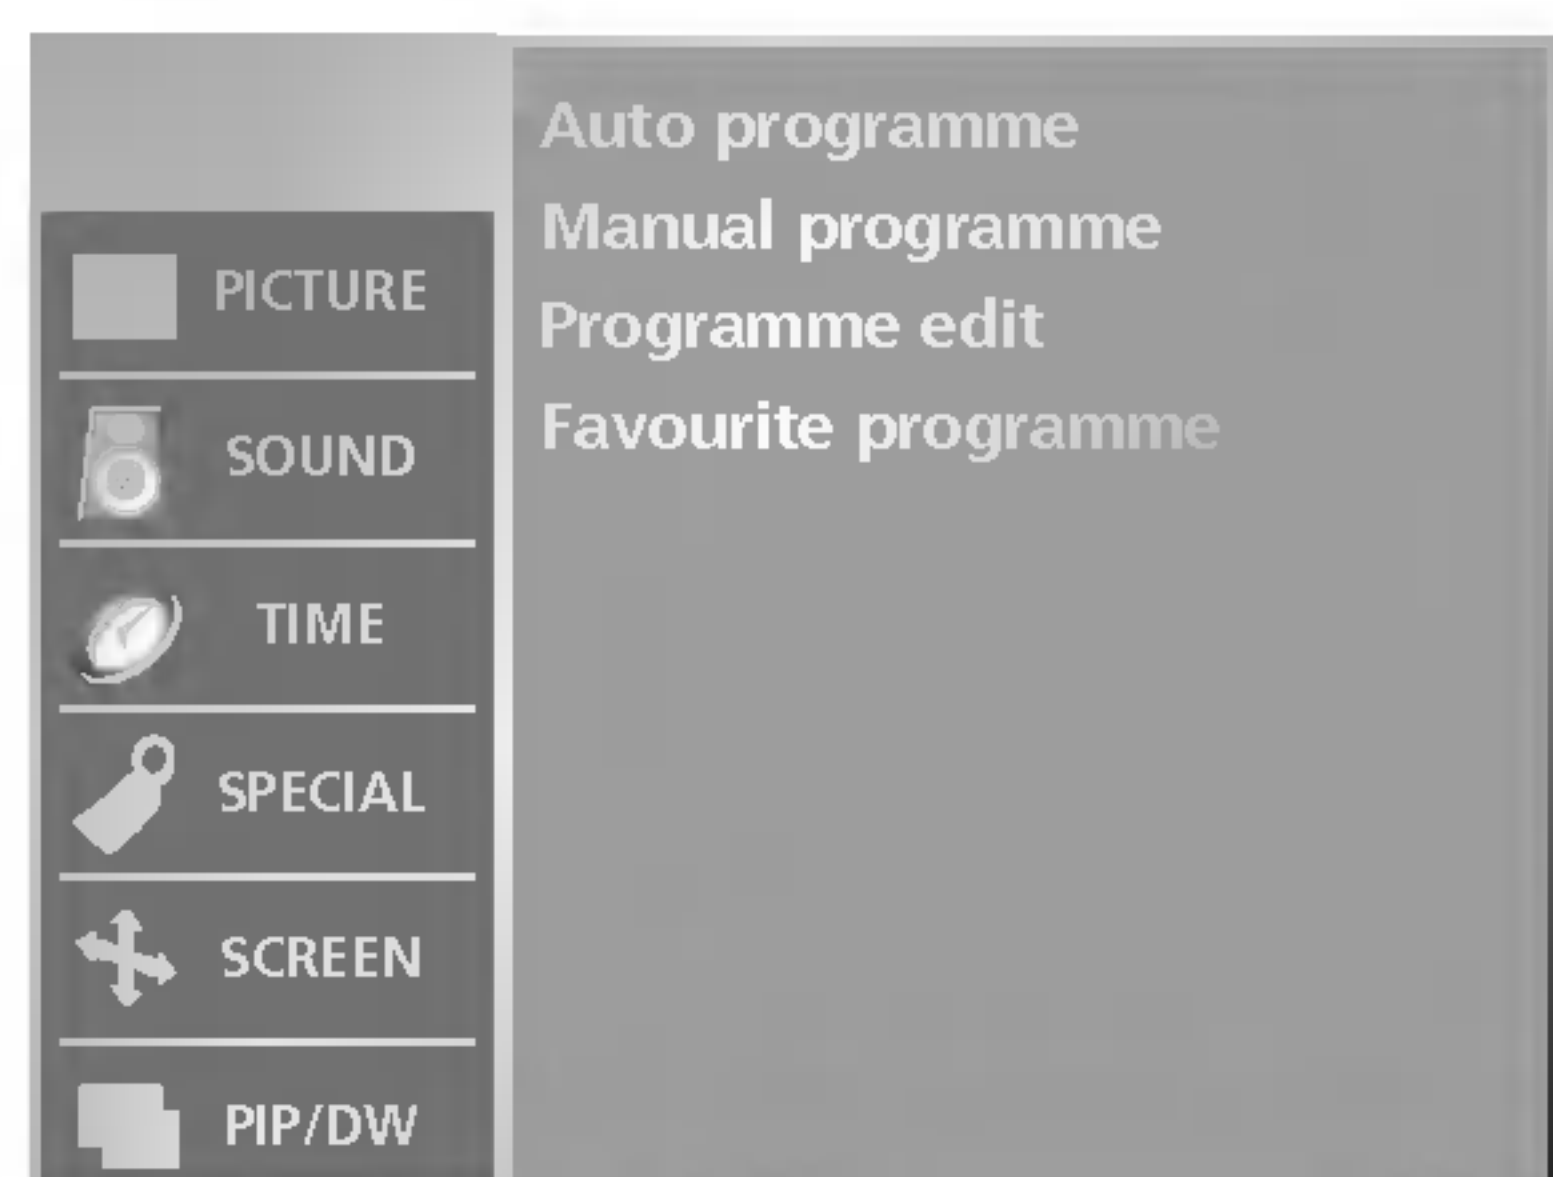 Auto programme
Manual programme
Programme edit
Favourite programme
PICTURE
SOUND
TIME
SPECIAL
SCREEN
PIP/DW